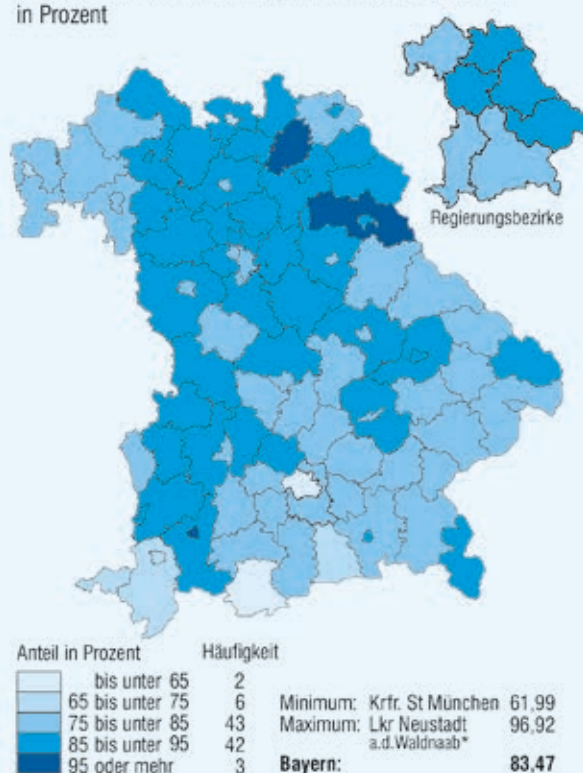 in Prozent
Regierungsbezirke
Anteil in Prozent Häufigkeit
bis unter 65 2
65 bis unter 75 6
75 bis unter 85 43
85 bis unter 95 42
95 oder mehr 3
Minimum: Krfr. St München 61,99
Maximum: Lkr Neustadt 96,92
a.d.Waldnaab*
Bayern: 83,47